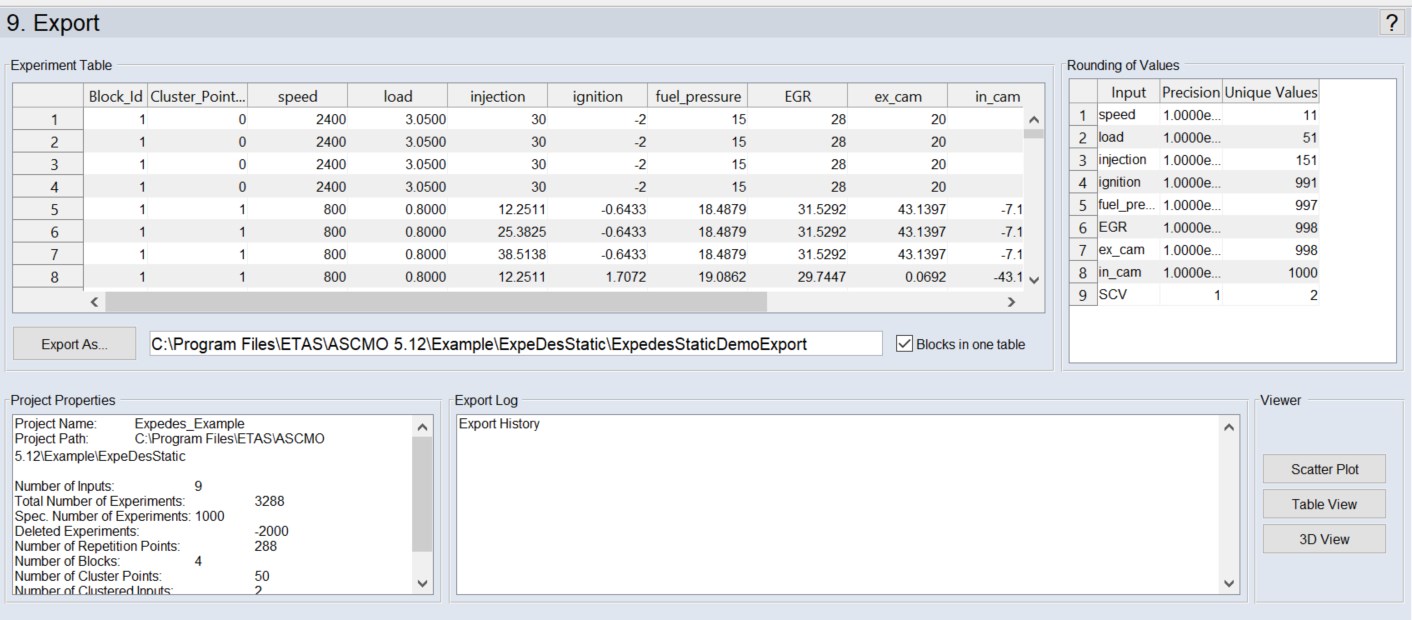 9. Export
?
Experiment Table
Block_Id Cluster_Point... speed load injection ignition fuel_pressure EGR ex_cam in_cam
1 1 0 2400 3.0500 30 -2 15 28 20
2 1 0 2400 3.0500 30 -2 15 28 20
3 1 0 2400 3.0500 30 -2 15 28 20
4 1 0 2400 3.0500 30 -2 15 28 20
5 1 1 800 0.8000 12.2511 -0.6433 18.4879 31.5292 43.1397 -7.1
6 1 1 800 0.8000 25.3825 -0.6433 18.4879 31.5292 43.1397 -7.1
7 1 1 800 0.8000 38.5138 -0.6433 18.4879 31.5292 43.1397 -7.1
8 1 1 800 0.8000 12.2511 1.7072 19.0862 29.7447 0.0692 -43.1
Export As... C:\Program Files\ETAS\ASCMO 5.12\Example\ExpeDesStatic\ExpedesStaticDemoExport Blocks in one table
Rounding of Values
Input Precision Unique Values
1 speed 1.0000e... 11
2 load 1.0000e... 51
3 injection 1.0000e... 151
4 ignition 1.0000e... 991
5 fuel_pre... 1.0000e... 997
6 EGR 1.0000e... 998
7 ex_cam 1.0000e... 998
8 in_cam 1.0000e... 1000
9 SCV 1 2
Project Properties
Project Name: Expedes_Example
Project Path: C:\Program Files\ETAS\ASCMO
5.12\Example\ExpeDesStatic
Number of Inputs: 9
Total Number of Experiments: 3288
Spec. Number of Experiments: 1000
Deleted Experiments: -2000
Number of Repetition Points: 288
Number of Blocks: 4
Number of Cluster Points: 50
Number of Clustered Inputs: 2
Export Log
Export History
Viewer
Scatter Plot
Table View
3D View